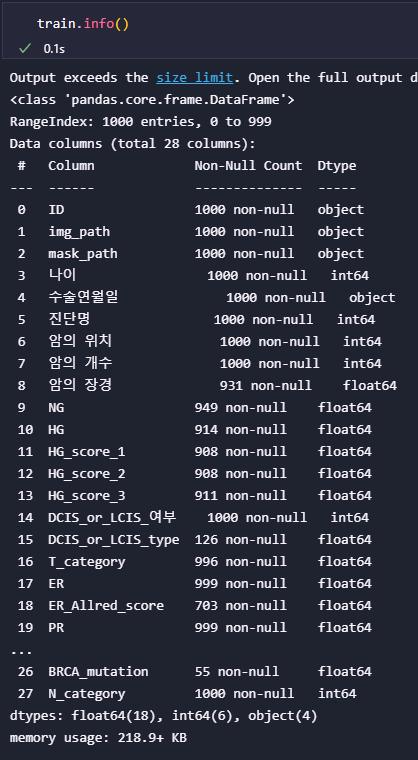 train.info()
0.1s
Output exceeds the size limit. Open the full output d
<class 'pandas.core.frame.DataFrame'>
RangeIndex: 1000 entries, 0 to 999
Data columns (total 28 columns):
 #   Column             Non-Null Count  Dtype
---  ------             --------------  -----
 0   ID                 1000 non-null   object
 1   img_path           1000 non-null   object
 2   mask_path          1000 non-null   object
 3   나이                 1000 non-null   int64
 4   수술연월일              1000 non-null   object
 5   진단명                1000 non-null   int64
 6   암의 위치              1000 non-null   int64
 7   암의 개수              1000 non-null   int64
 8   암의 장경              931 non-null    float64
 9   NG                 949 non-null    float64
 10  HG                 914 non-null    float64
 11  HG_score_1         908 non-null    float64
 12  HG_score_2         908 non-null    float64
 13  HG_score_3         911 non-null    float64
 14  DCIS_or_LCIS_여부    1000 non-null   int64
 15  DCIS_or_LCIS_type  126 non-null    float64
 16  T_category         996 non-null    float64
 17  ER                 999 non-null    float64
 18  ER_Allred_score    703 non-null    float64
 19  PR                 999 non-null    float64
...
 26  BRCA_mutation      55 non-null     float64
 27  N_category         1000 non-null   int64
dtypes: float64(18), int64(6), object(4)
memory usage: 218.9+ KB